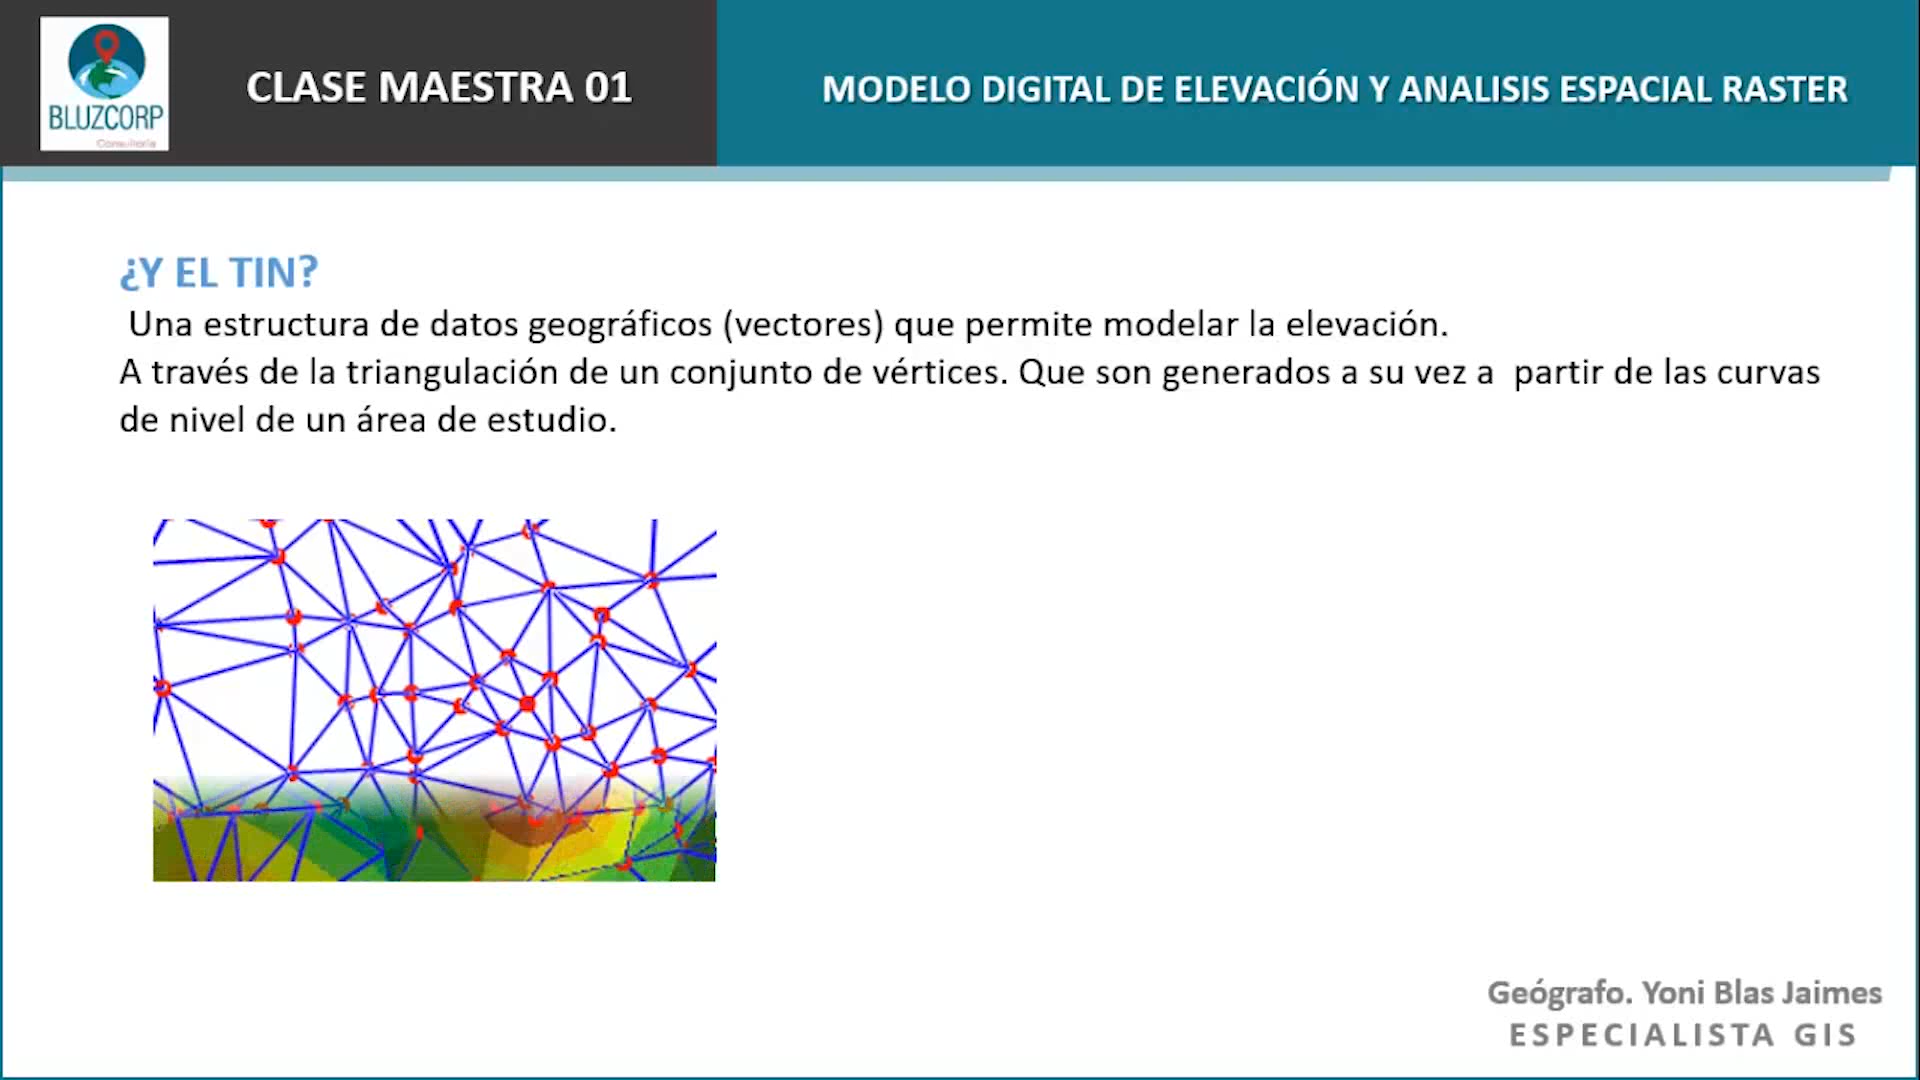 BLUZCORP
Consultoría
CLASE MAESTRA 01
MODELO DIGITAL DE ELEVACIÓN Y ANALISIS ESPACIAL RASTER
¿Y EL TIN?
Una estructura de datos geográficos (vectores) que permite modelar la elevación.
A través de la triangulación de un conjunto de vértices. Que son generados a su vez a partir de las curvas
de nivel de un área de estudio.
Geógrafo. Yoni Blas Jaimes
ESPECIALISTA GIS